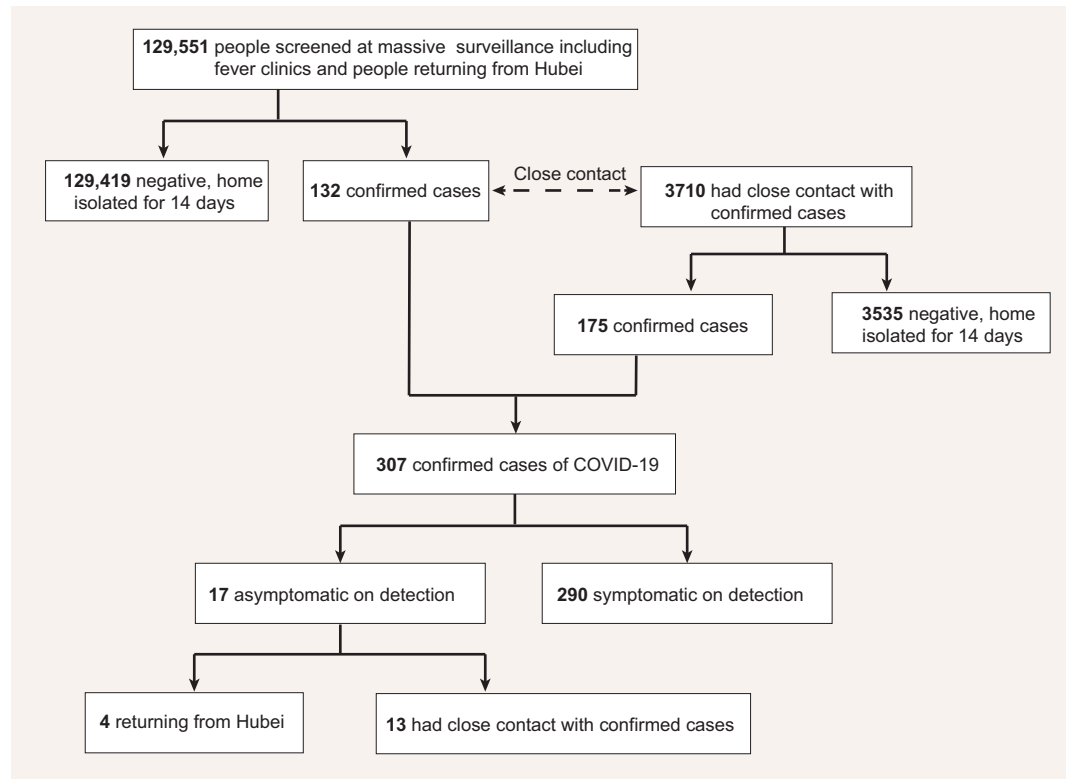 129,551 people screened at massive surveillance including
fever clinics and people returning from Hubei
129,419 negative, home
isolated for 14 days
132 confirmed cases
Close contact
3710 had close contact with
confirmed cases
175 confirmed cases
3535 negative, home
isolated for 14 days
307 confirmed cases of COVID-19
17 asymptomatic on detection
290 symptomatic on detection
4 returning from Hubei
13 had close contact with confirmed cases